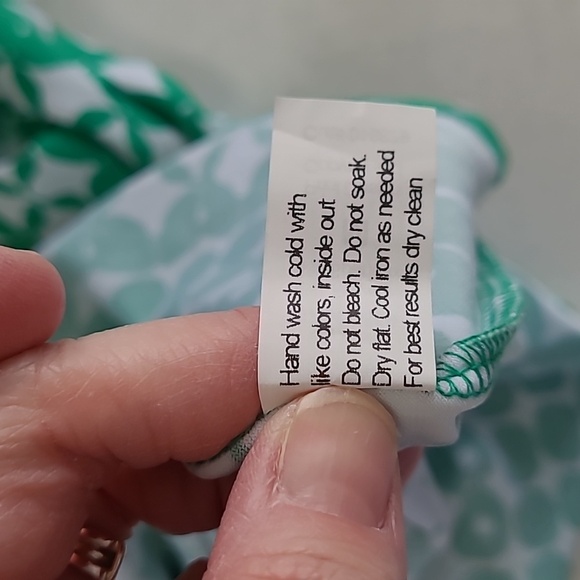 Hand wash cold with
like colors, inside out
Do not bleach. Do not soak.
Dry flat. Cool iron as needed
For best results dry clean